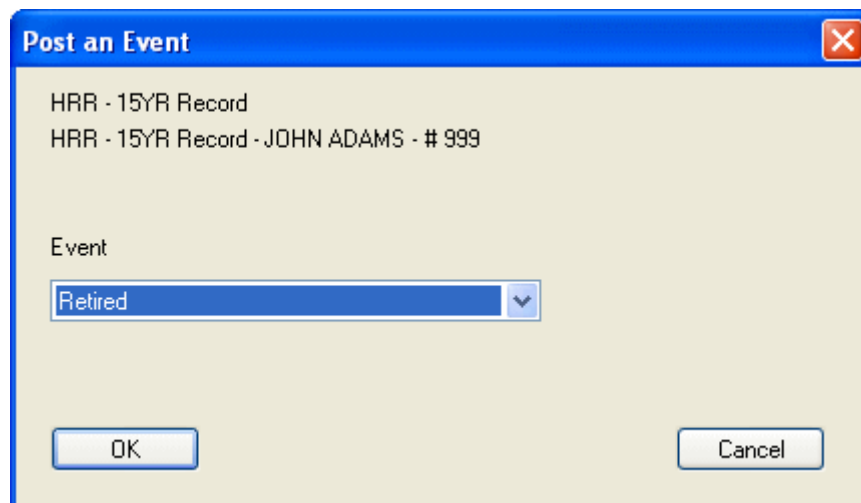 Post an Event
HRR - 15YR Record
HRR - 15YR Record - JOHN ADAMS - # 999
Event
Retired
OK
Cancel